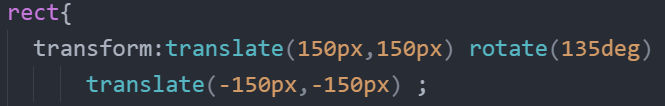 rect{
transform:translate(150px,150px) rotate(135deg)
translate(-150px,-150px) ;